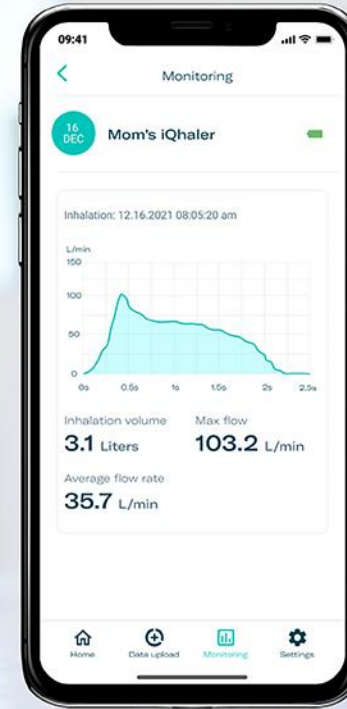 09:41
Monitoring
16
DEC
Mom's iQhaler
Inhalation: 12.16.2021 08:05:20 am
L/min
150
100
50
0
0s 0.5s 1s 1.5s 2s 2.5s
Inhalation volume Max flow
3.1 Liters 103.2 L/min
Average flow rate
35.7 L/min
Home Data upload Monitoring Settings